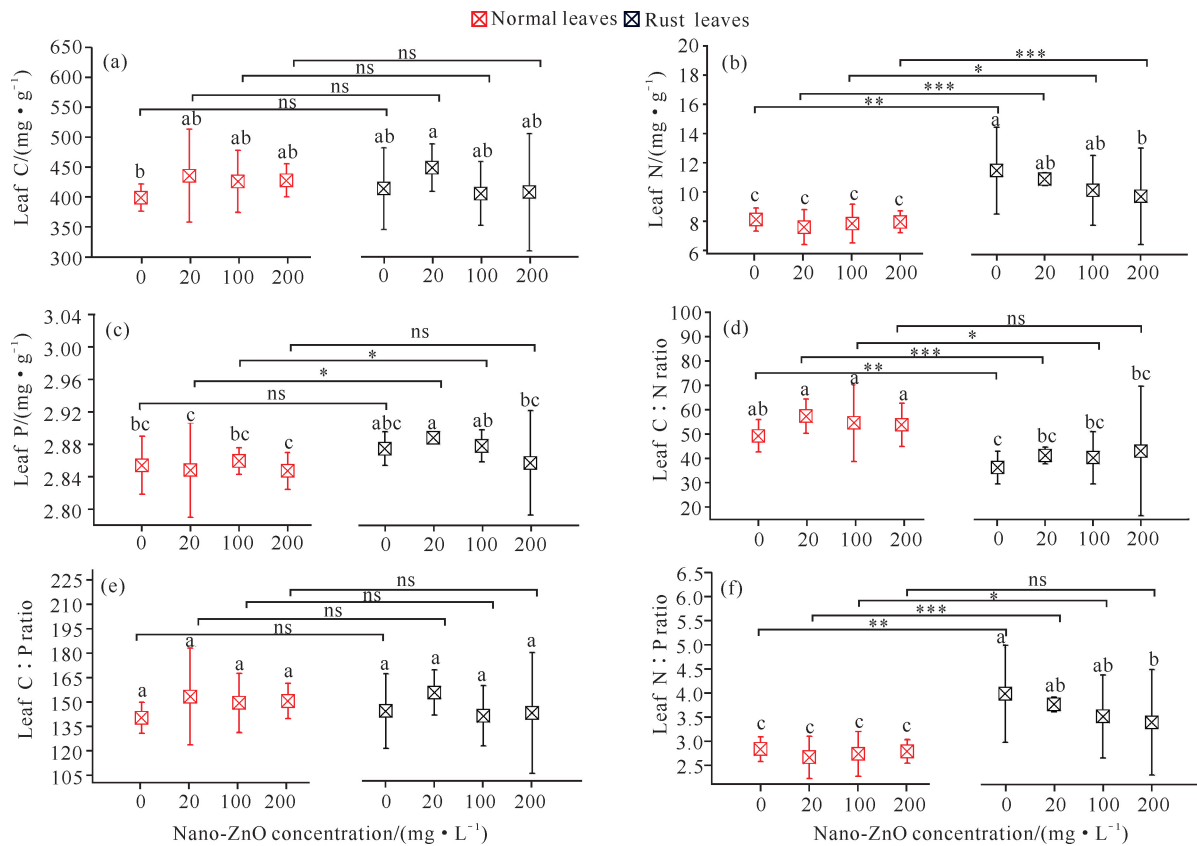 Normal leaves Rust leaves
(a)
Leaf C/(mg • g⁻¹)
650
600
550
500
450
400
350
300
ns
ns
ns
ns
b ab ab ab ab a ab ab
0 20 100 200 0 20 100 200
(b)
Leaf N/(mg • g⁻¹)
20
18
16
14
12
10
8
6
***
*
***
**
c c c c a ab ab b
0 20 100 200 0 20 100 200
(c)
Leaf P/(mg • g⁻¹)
3.04
3.00
2.96
2.92
2.88
2.84
2.80
ns
*
*
ns
bc c bc c abc a ab bc
0 20 100 200 0 20 100 200
(d)
Leaf C : N ratio
100
90
80
70
60
50
40
30
20
ns
*
***
**
ab a a a c bc bc bc
0 20 100 200 0 20 100 200
(e)
Leaf C : P ratio
225
210
195
180
165
150
135
120
105
ns
ns
ns
ns
a a a a a a a a
0 20 100 200 0 20 100 200
Nano-ZnO concentration/(mg • L⁻¹)
(f)
Leaf N : P ratio
6.5
6.0
5.5
5.0
4.5
4.0
3.5
3.0
2.5
ns
*
***
**
c c c c a ab ab b
0 20 100 200 0 20 100 200
Nano-ZnO concentration/(mg • L⁻¹)